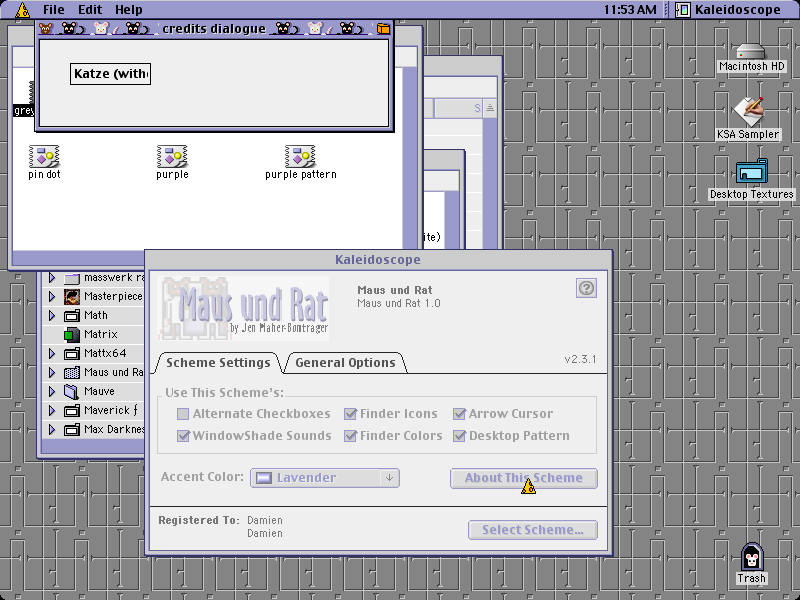 File Edit Help
11:53 AM Kaleidoscope
credits dialogue
Katze (with
grey
S
pin dot
purple
purple pattern
ite)
Macintosh HD
KSA Sampler
Desktop Textures
masswerk ra
Masterpiece
Math
Matrix
Mattx64
Maus und Ra
Mauve
Maverick ƒ
Max Darknes
Kaleidoscope
Maus und Rat
by Jen Maher-Bomtrager
Maus und Rat
Maus und Rat 1.0
?
Scheme Settings
General Options
v2.3.1
Use This Scheme's:
Alternate Checkboxes
Finder Icons
Arrow Cursor
WindowShade Sounds
Finder Colors
Desktop Pattern
Accent Color:
Lavender
About This Scheme
Registered To: Damien
Damien
Select Scheme...
Trash